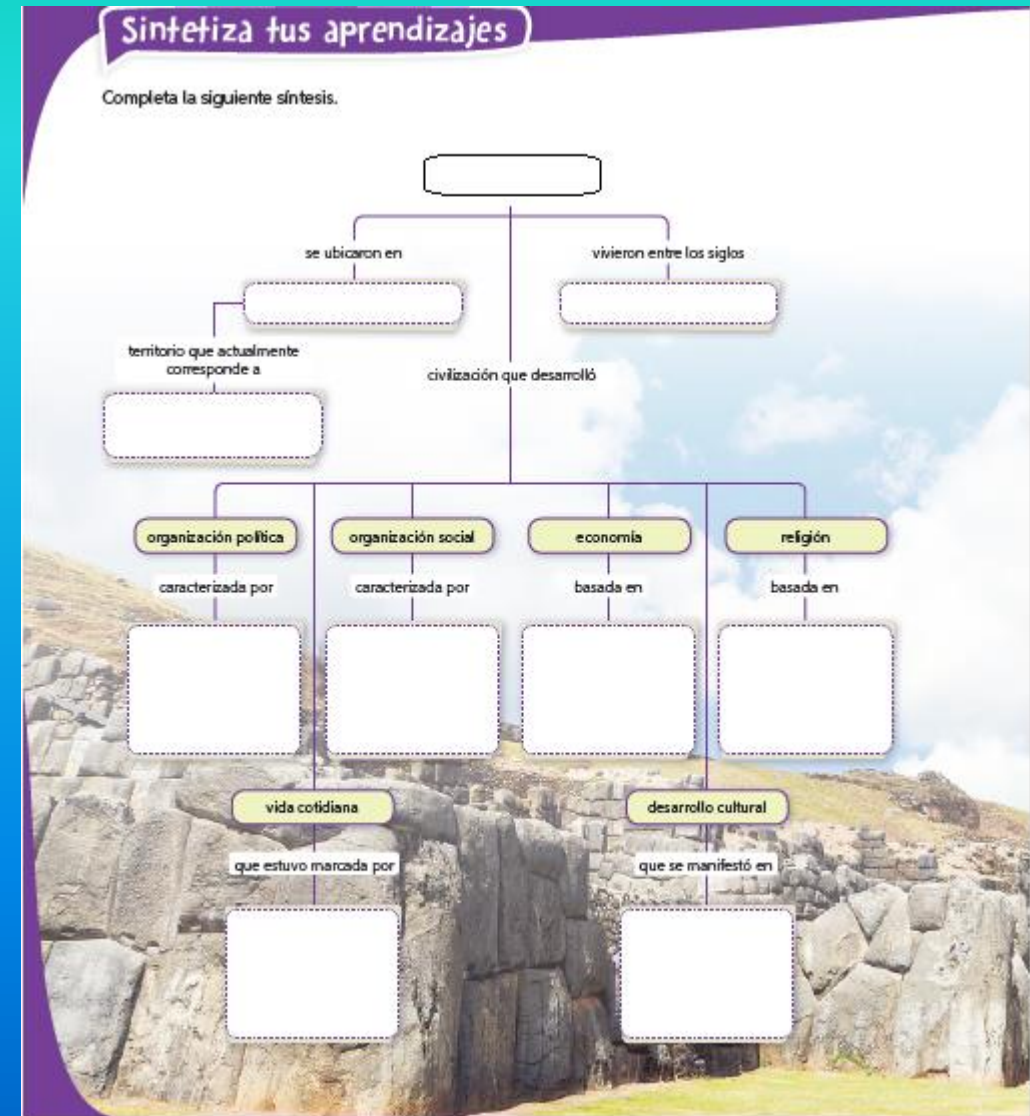 Sintetiza tus aprendizajes
Completa la siguiente síntesis.
se ubicaron en
vivieron entre los siglos
territorio que actualmente
corresponde a
civilización que desarrolló
organización política
organización social
economía
religión
caracterizada por
caracterizada por
basada en
basada en
vida cotidiana
desarrollo cultural
que estuvo marcada por
que se manifestó en